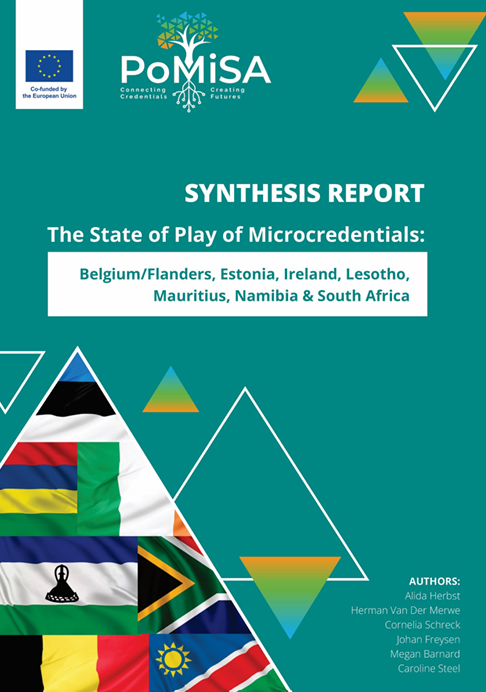 Co-funded by
the European Union
PoMiSA
Connecting Creating
Credentials Futures
SYNTHESIS REPORT
The State of Play of Microcredentials:
Belgium/Flanders, Estonia, Ireland, Lesotho,
Mauritius, Namibia & South Africa
AUTHORS:
Alida Herbst
Herman Van Der Merwe
Cornelia Schreck
Johan Freysen
Megan Barnard
Caroline Steel